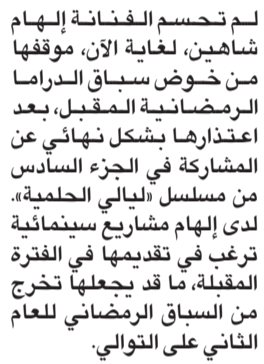 لم تحسم الفنانة إلهام
شاهين، لغاية الآن، موقفها
من خوض سباق الدراما
الرمضانية المقبل، بعد
اعتذارها بشكل نهائي عن
المشاركة في الجزء السادس
من مسلسل «ليالي الحلمية».
لدى إلهام مشاريع سينمائية
ترغب في تقديمها في الفترة
المقبلة، ما قد يجعلها تخرج
من السباق الرمضاني للعام
الثاني على التوالي.